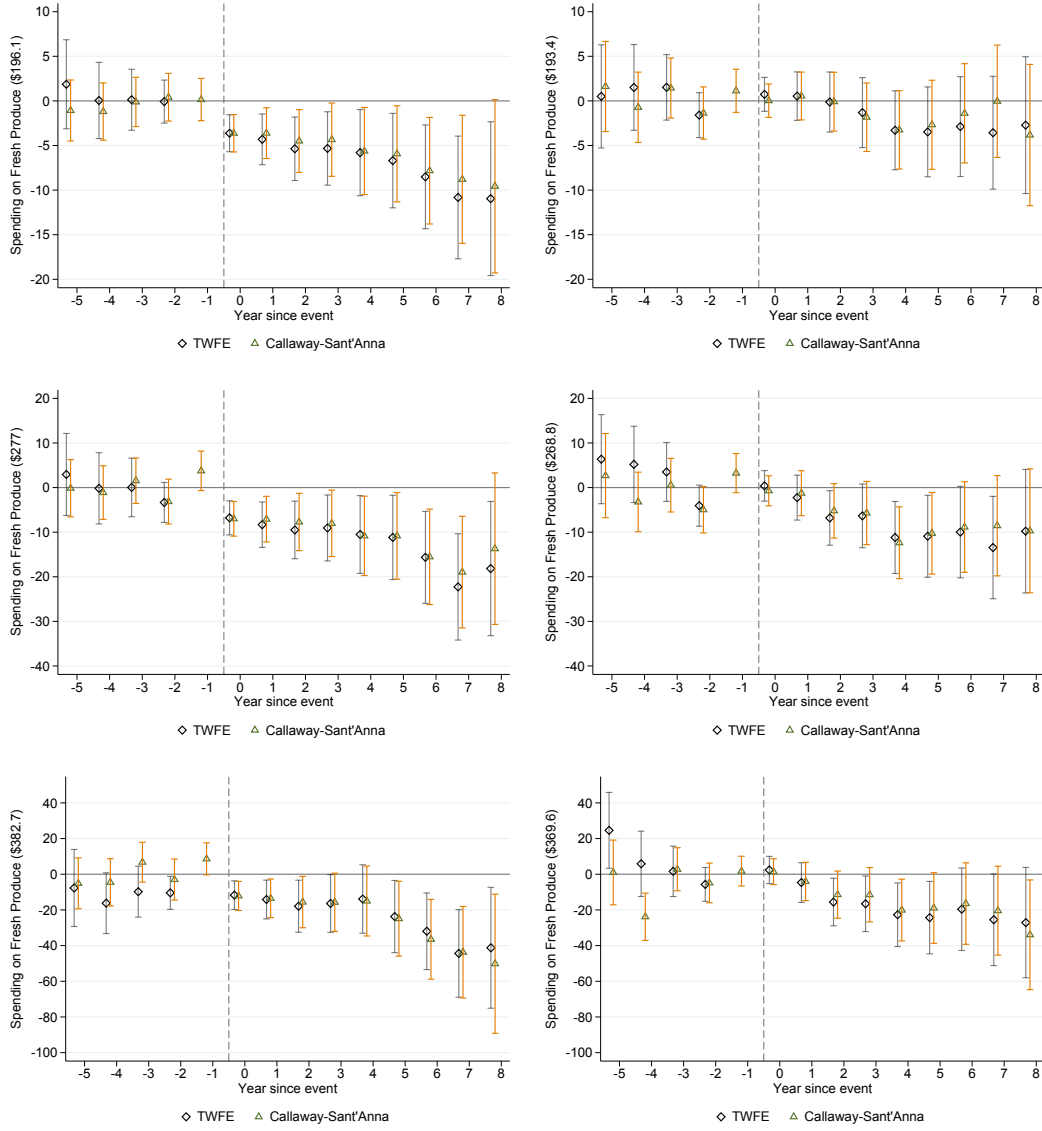 Spending on Fresh Produce ($196.1)
10
5
0
-5
-10
-15
-20
-5 -4 -3 -2 -1 0 1 2 3 4 5 6 7 8
Year since event
TWFE Callaway-Sant'Anna
Spending on Fresh Produce ($193.4)
10
5
0
-5
-10
-15
-20
-5 -4 -3 -2 -1 0 1 2 3 4 5 6 7 8
Year since event
TWFE Callaway-Sant'Anna
Spending on Fresh Produce ($277)
20
10
0
-10
-20
-30
-40
-5 -4 -3 -2 -1 0 1 2 3 4 5 6 7 8
Year since event
TWFE Callaway-Sant'Anna
Spending on Fresh Produce ($268.8)
20
10
0
-10
-20
-30
-40
-5 -4 -3 -2 -1 0 1 2 3 4 5 6 7 8
Year since event
TWFE Callaway-Sant'Anna
Spending on Fresh Produce ($382.7)
40
20
0
-20
-40
-60
-80
-100
-5 -4 -3 -2 -1 0 1 2 3 4 5 6 7 8
Year since event
TWFE Callaway-Sant'Anna
Spending on Fresh Produce ($369.6)
40
20
0
-20
-40
-60
-80
-100
-5 -4 -3 -2 -1 0 1 2 3 4 5 6 7 8
Year since event
TWFE Callaway-Sant'Anna